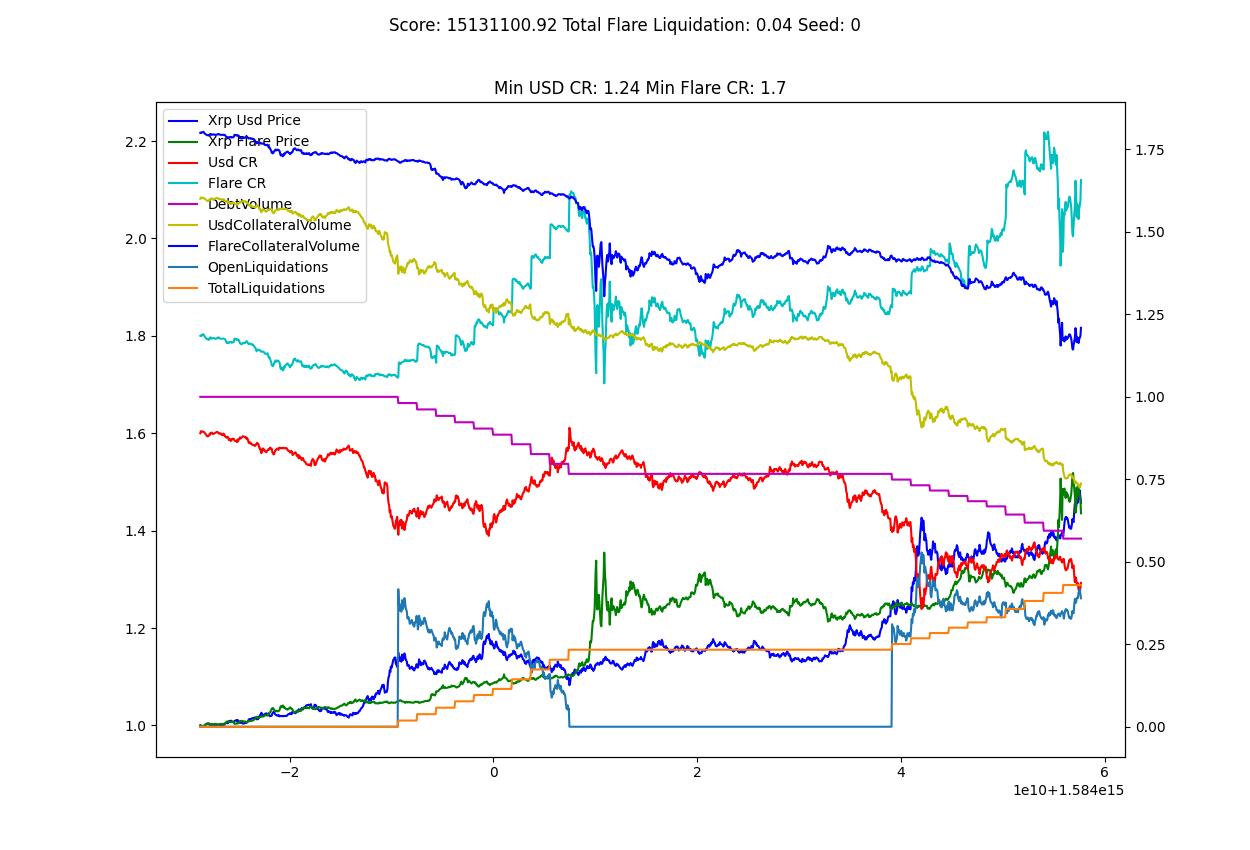 Score: 15131100.92 Total Flare Liquidation: 0.04 Seed: 0
Min USD CR: 1.24 Min Flare CR: 1.7
Xrp Usd Price
Xrp Flare Price
Usd CR
Flare CR
DebtVolume
UsdCollateralVolume
FlareCollateralVolume
OpenLiquidations
TotalLiquidations
2.2
2.0
1.8
1.6
1.4
1.2
1.0
1.75
1.50
1.25
1.00
0.75
0.50
0.25
0.00
−2 0 2 4 6
1e10+1.584e15